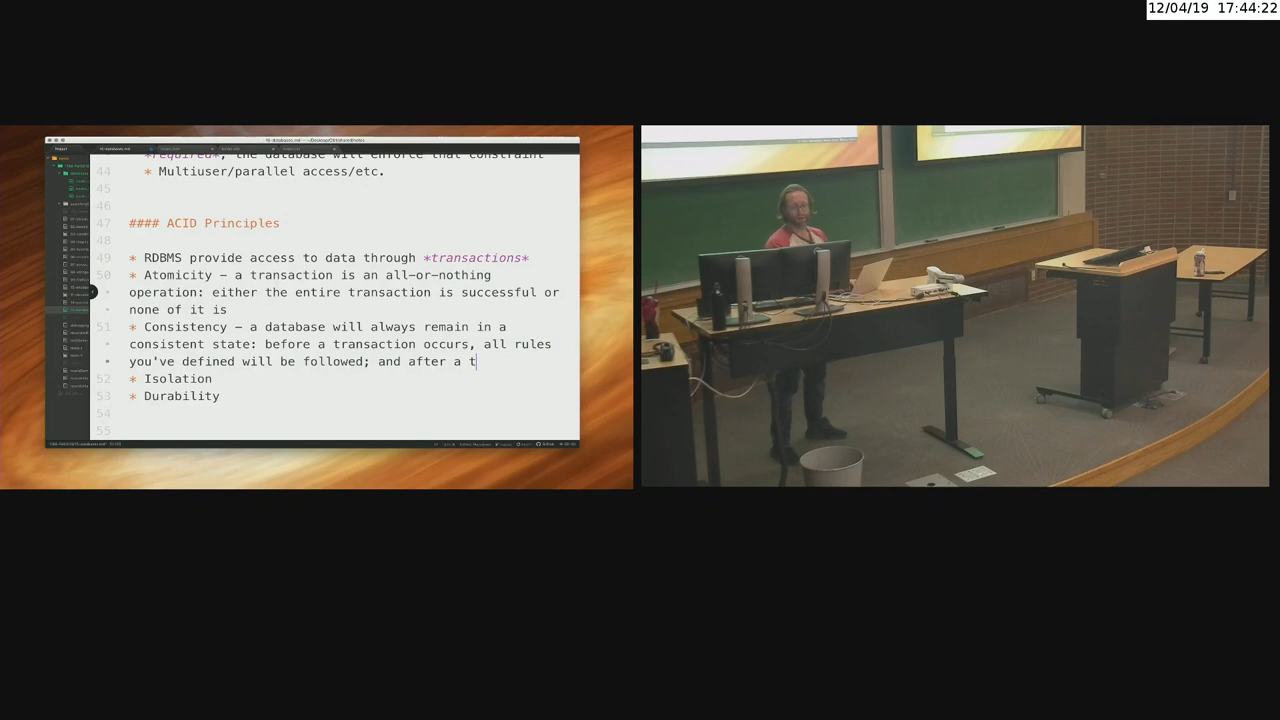 12/04/19 17:44:22
*required*, the database will enforce that constraint
44 * Multiuser/parallel access/etc.
45
46
47 #### ACID Principles
48
49 * RDBMS provide access to data through *transactions*
50 * Atomicity – a transaction is an all-or-nothing
operation: either the entire transaction is successful or
none of it is
51 * Consistency – a database will always remain in a
consistent state: before a transaction occurs, all rules
you've defined will be followed; and after a t
52 * Isolation
53 * Durability
54
55